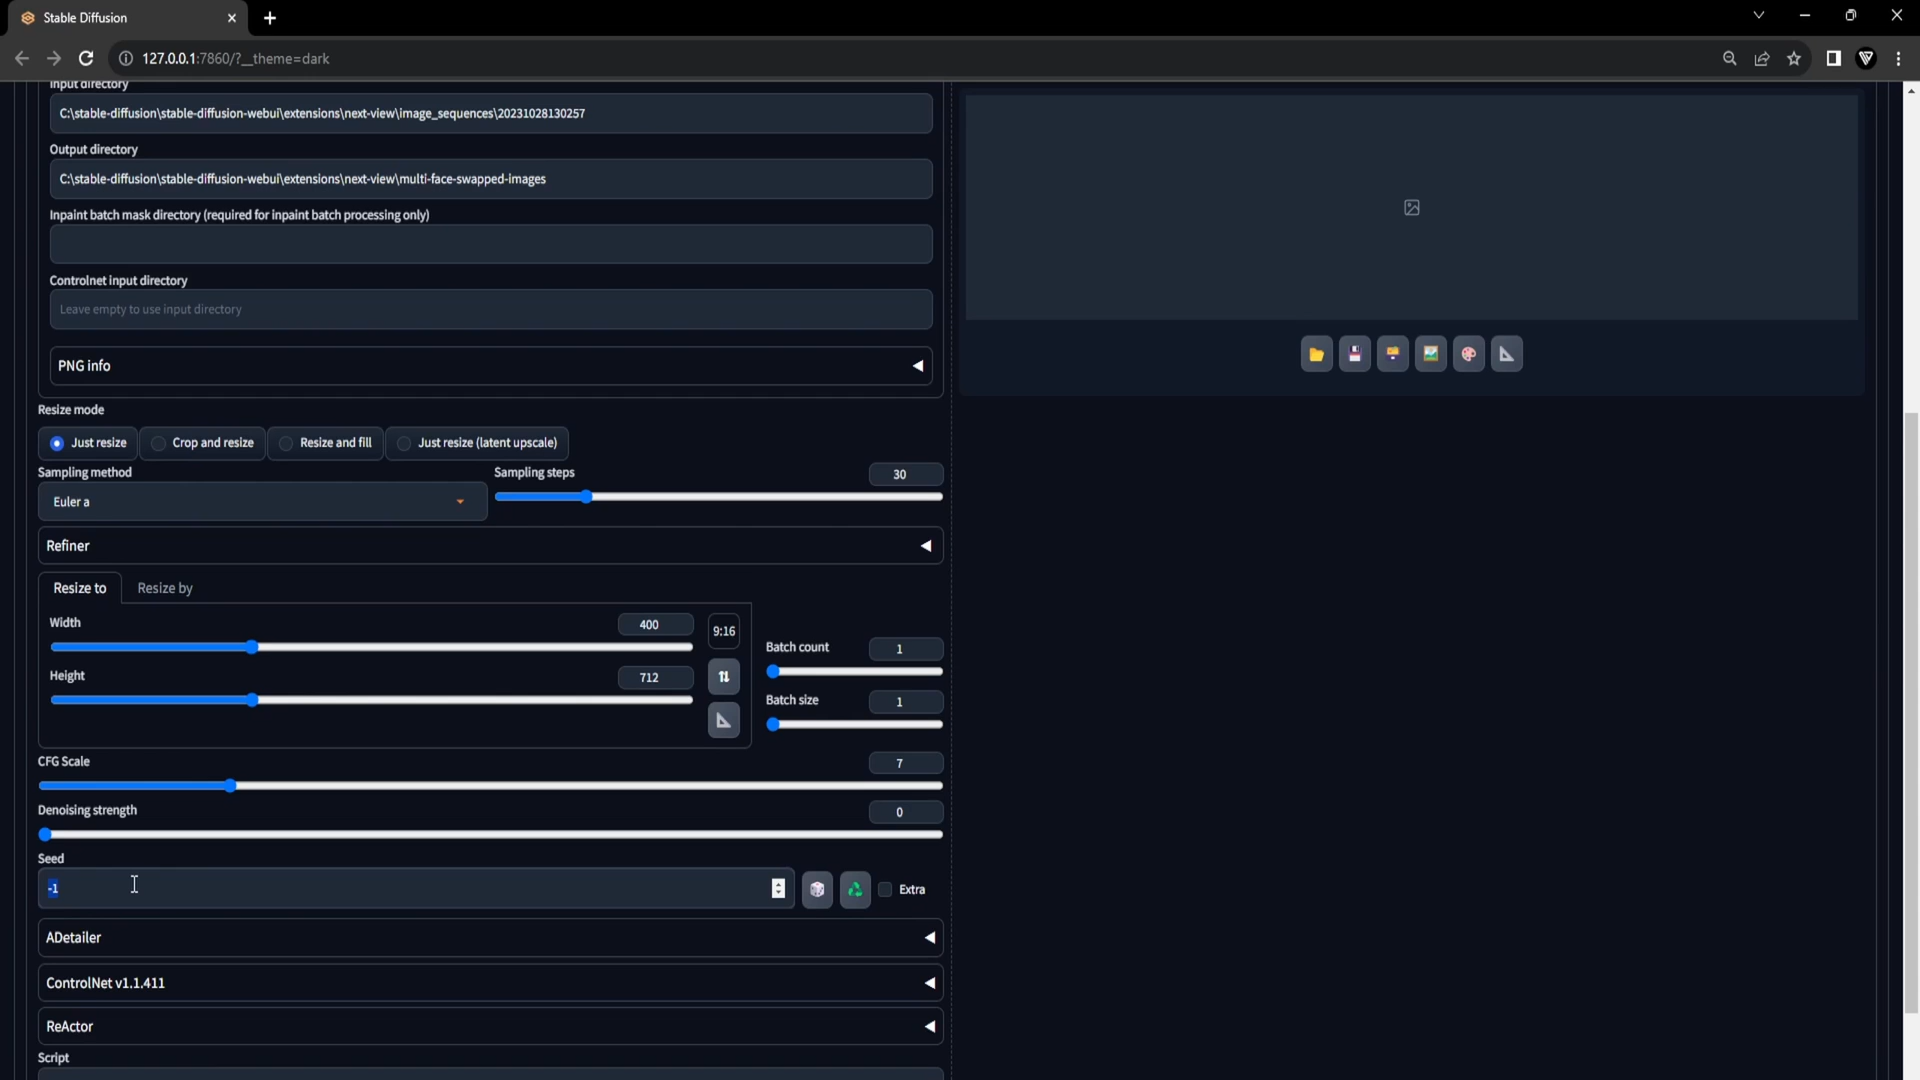 Stable Diffusion
127.0.0.1:7860/?__theme=dark
Input directory
C:\stable-diffusion\stable-diffusion-webui\extensions\next-view\image_sequences\20231028130257
Output directory
C:\stable-diffusion\stable-diffusion-webui\extensions\next-view\multi-face-swapped-images
Inpaint batch mask directory (required for inpaint batch processing only)
Controlnet input directory
Leave empty to use input directory
PNG info
Resize mode
Just resize Crop and resize Resize and fill Just resize (latent upscale)
Sampling method Sampling steps 30
Euler a
Refiner
Resize to Resize by
Width 400 9:16
Batch count 1
Height 712
Batch size 1
CFG Scale 7
Denoising strength 0
Seed
-1 Extra
ADetailer
ControlNet v1.1.411
ReActor
Script